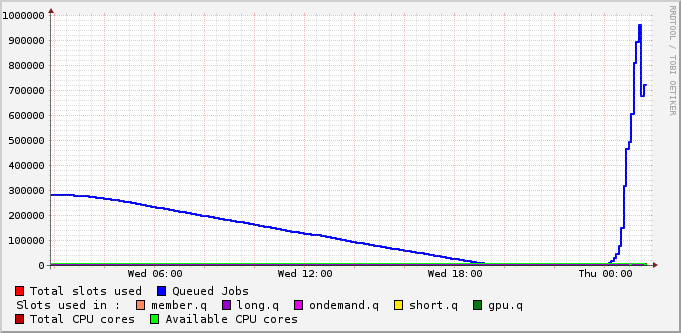 1000000
900000
800000
700000
600000
500000
400000
300000
200000
100000
0
Wed 06:00 Wed 12:00 Wed 18:00 Thu 00:00
RRDTOOL / TOBI OETIKER
Total slots used Queued Jobs
Slots used in : member.q long.q ondemand.q short.q gpu.q
Total CPU cores Available CPU cores